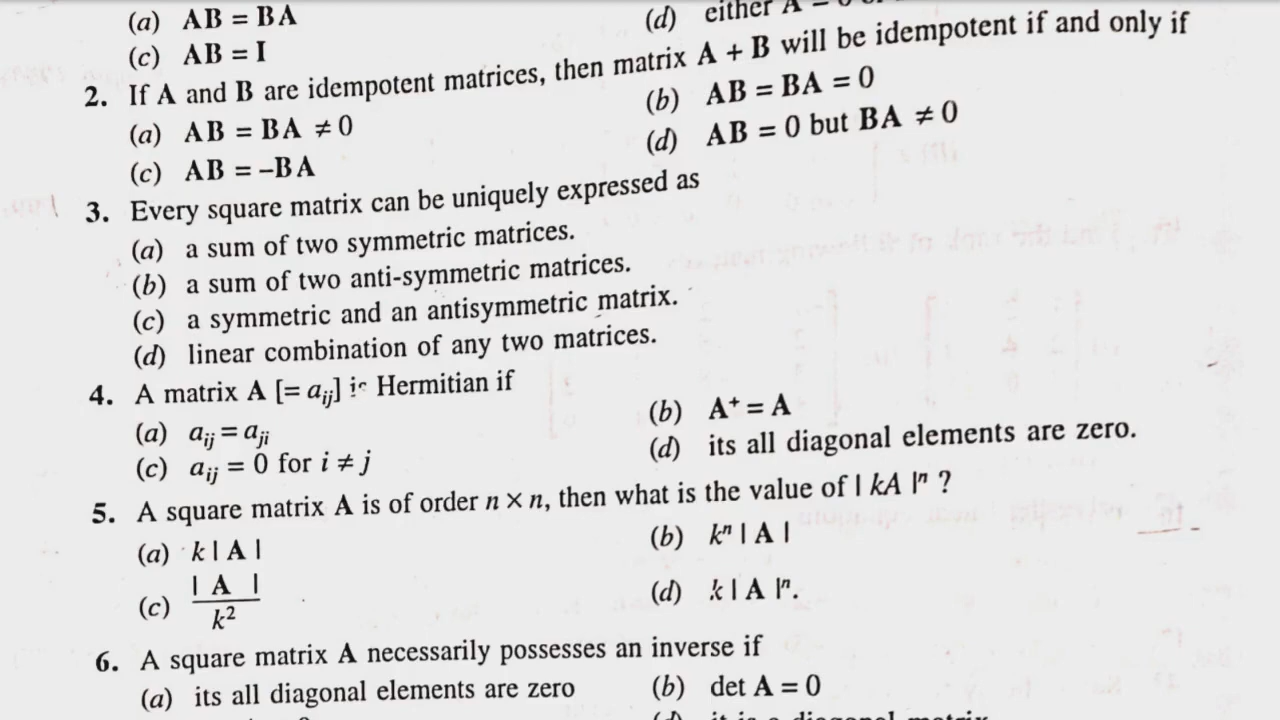 (a) AB = BA
(d) either A
(c) AB = I
2. If A and B are idempotent matrices, then matrix A + B will be idempotent if and only if
(a) AB = BA ≠ 0
(b) AB = BA = 0
(c) AB = –BA
(d) AB = 0 but BA ≠ 0
3. Every square matrix can be uniquely expressed as
(a) a sum of two symmetric matrices.
(b) a sum of two anti-symmetric matrices.
(c) a symmetric and an antisymmetric matrix.
(d) linear combination of any two matrices.
4. A matrix A [= aᵢⱼ] is Hermitian if
(a) aᵢⱼ = aⱼᵢ
(b) A⁺ = A
(c) aᵢⱼ = 0 for i ≠ j
(d) its all diagonal elements are zero.
5. A square matrix A is of order n × n, then what is the value of | kA |ⁿ ?
(a) k | A |
(b) kⁿ | A |
(c) | A | / k²
(d) k | A |ⁿ.
6. A square matrix A necessarily possesses an inverse if
(a) its all diagonal elements are zero
(b) det A = 0
(d) it is a diagonal matrix